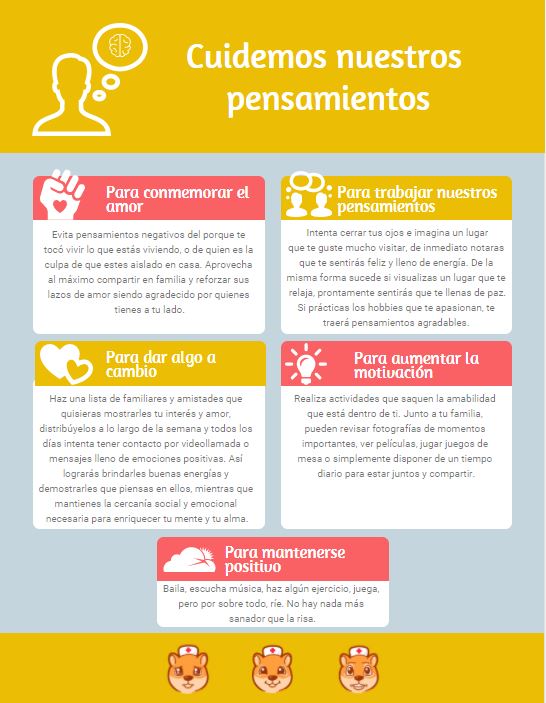 Cuidemos nuestros
pensamientos
Para conmemorar el
amor
Evita pensamientos negativos del porque te
tocó vivir lo que estás viviendo, o de quien es la
culpa de que estes aislado en casa. Aprovecha
al máximo compartir en familia y reforzar sus
lazos de amor siendo agradecido por quienes
tienes a tu lado.
Para trabajar nuestros
pensamientos
Intenta cerrar tus ojos e imagina un lugar
que te guste mucho visitar, de inmediato notaras
que te sentirás feliz y lleno de energía. De la
misma forma sucede si visualizas un lugar que te
relaja, prontamente sentirás que te llenas de paz.
Si prácticas los hobbies que te apasionan, te
traerá pensamientos agradables.
Para dar algo a
cambio
Haz una lista de familiares y amistades que
quisieras mostrarles tu interés y amor,
distribúyelos a lo largo de la semana y todos los
días intenta tener contacto por videollamada o
mensajes lleno de emociones positivas. Así
lograrás brindarles buenas energías y
demostrarles que piensas en ellos, mientras que
mantienes la cercanía social y emocional
necesaria para enriquecer tu mente y tu alma.
Para aumentar la
motivación
Realiza actividades que saquen la amabilidad
que está dentro de ti. Junto a tu familia,
pueden revisar fotografías de momentos
importantes, ver películas, jugar juegos de
mesa o simplemente disponer de un tiempo
diario para estar juntos y compartir.
Para mantenerse
positivo
Baila, escucha música, haz algún ejercicio, juega,
pero por sobre todo, ríe. No hay nada más
sanador que la risa.